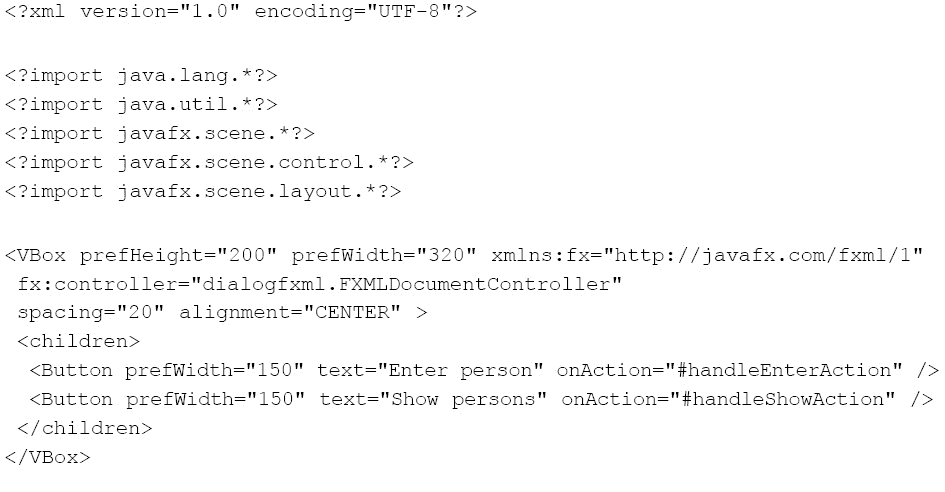 <?xml version="1.0" encoding="UTF-8"?>
<?import java.lang.*?>
<?import java.util.*?>
<?import javafx.scene.*?>
<?import javafx.scene.control.*?>
<?import javafx.scene.layout.*?>
<VBox prefHeight="200" prefWidth="320" xmlns:fx="http://javafx.com/fxml/1"
 fx:controller="dialogfxml.FXMLDocumentController"
 spacing="20" alignment="CENTER" >
 <children>
  <Button prefWidth="150" text="Enter person" onAction="#handleEnterAction" />
  <Button prefWidth="150" text="Show persons" onAction="#handleShowAction" />
 </children>
</VBox>